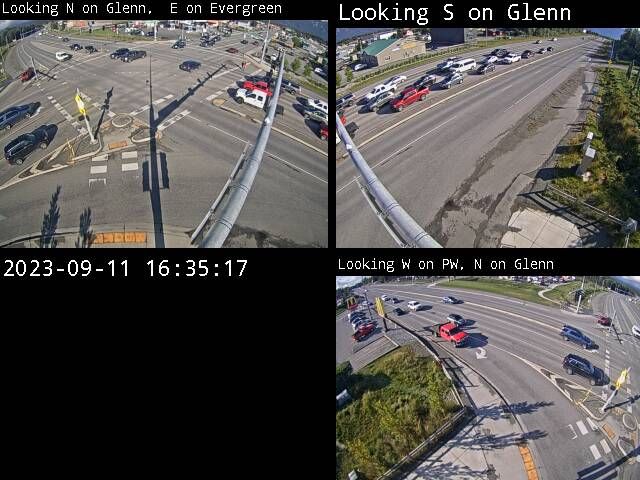 Looking N on Glenn,  E on Evergreen
Looking S on Glenn
2023-09-11 16:35:17
Looking W on PW, N on Glenn